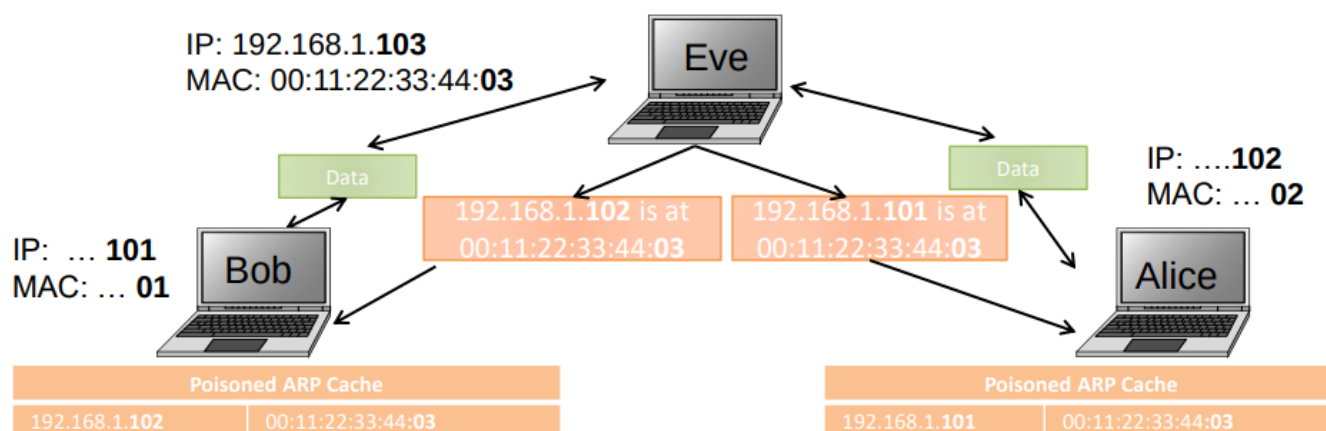 IP: 192.168.1.103
MAC: 00:11:22:33:44:03
Eve
IP: ....102
MAC: ... 02
Data
Data
192.168.1.102 is at
00:11:22:33:44:03
192.168.1.101 is at
00:11:22:33:44:03
IP: ... 101
MAC: ... 01
Bob
Alice
Poisoned ARP Cache
192.168.1.102 00:11:22:33:44:03
Poisoned ARP Cache
192.168.1.101 00:11:22:33:44:03